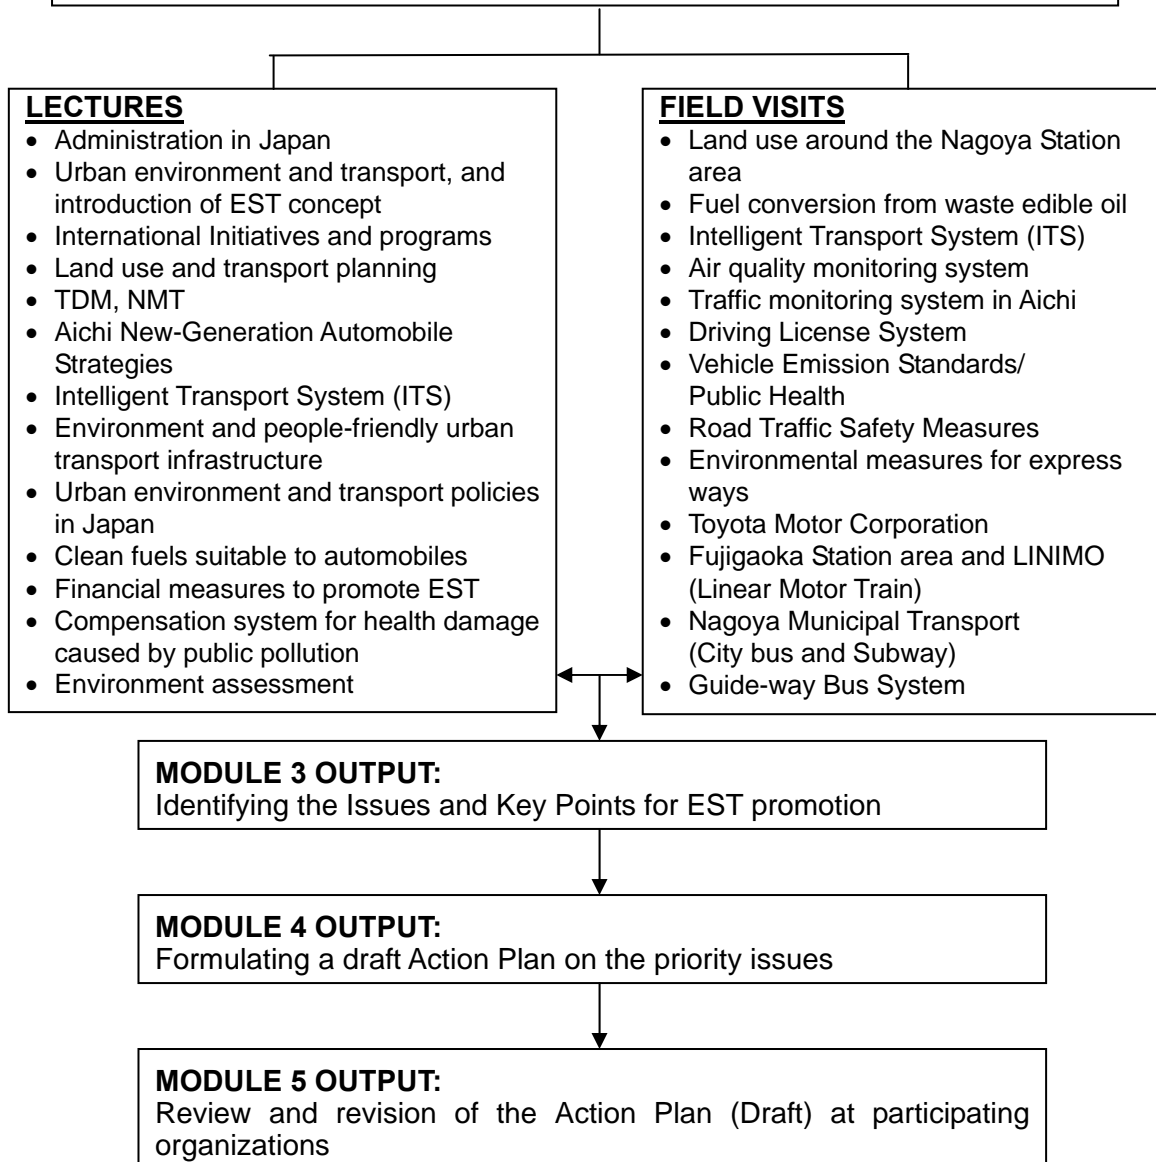 LECTURES
• Administration in Japan
• Urban environment and transport, and
introduction of EST concept
• International Initiatives and programs
• Land use and transport planning
• TDM, NMT
• Aichi New-Generation Automobile
Strategies
• Intelligent Transport System (ITS)
• Environment and people-friendly urban
transport infrastructure
• Urban environment and transport policies
in Japan
• Clean fuels suitable to automobiles
• Financial measures to promote EST
• Compensation system for health damage
caused by public pollution
• Environment assessment
FIELD VISITS
• Land use around the Nagoya Station
area
• Fuel conversion from waste edible oil
• Intelligent Transport System (ITS)
• Air quality monitoring system
• Traffic monitoring system in Aichi
• Driving License System
• Vehicle Emission Standards/
Public Health
• Road Traffic Safety Measures
• Environmental measures for express
ways
• Toyota Motor Corporation
• Fujigaoka Station area and LINIMO
(Linear Motor Train)
• Nagoya Municipal Transport
(City bus and Subway)
• Guide-way Bus System
MODULE 3 OUTPUT:
Identifying the Issues and Key Points for EST promotion
MODULE 4 OUTPUT:
Formulating a draft Action Plan on the priority issues
MODULE 5 OUTPUT:
Review and revision of the Action Plan (Draft) at participating
organizations